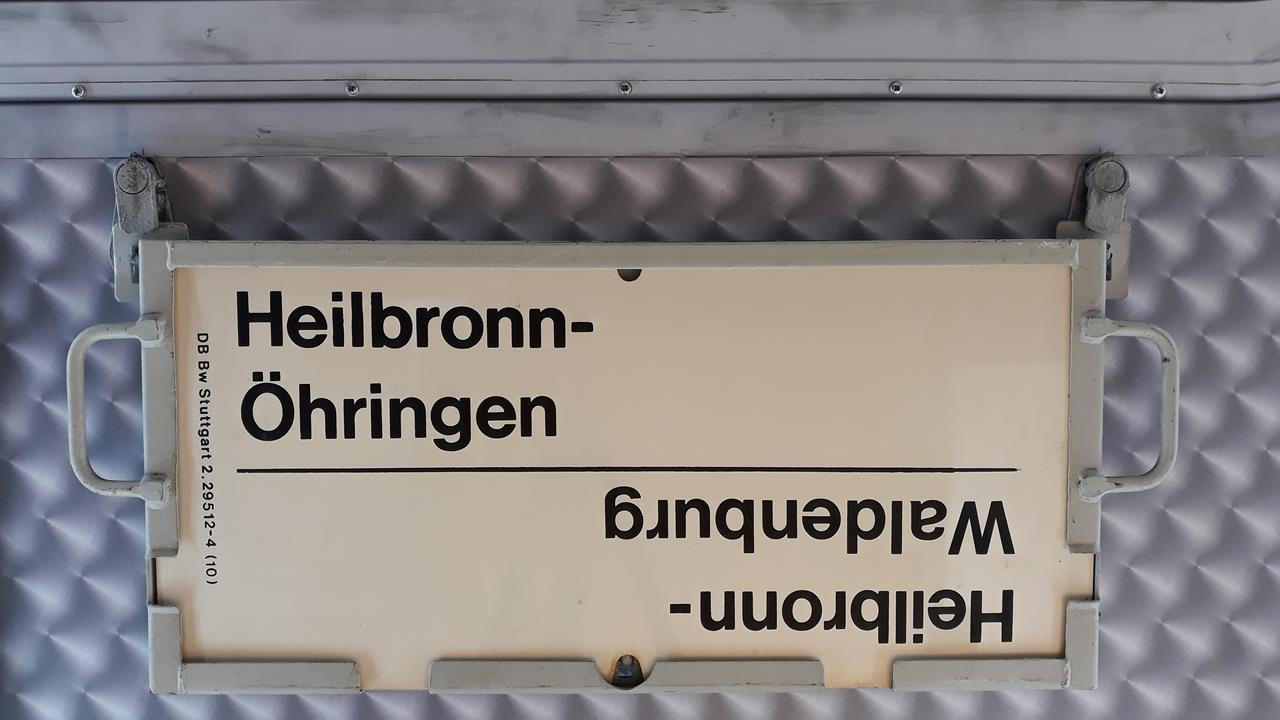 Heilbronn-
Öhringen
Heilbronn-
Waldenburg
DB Bw Stuttgart 2.29512-4 (10)